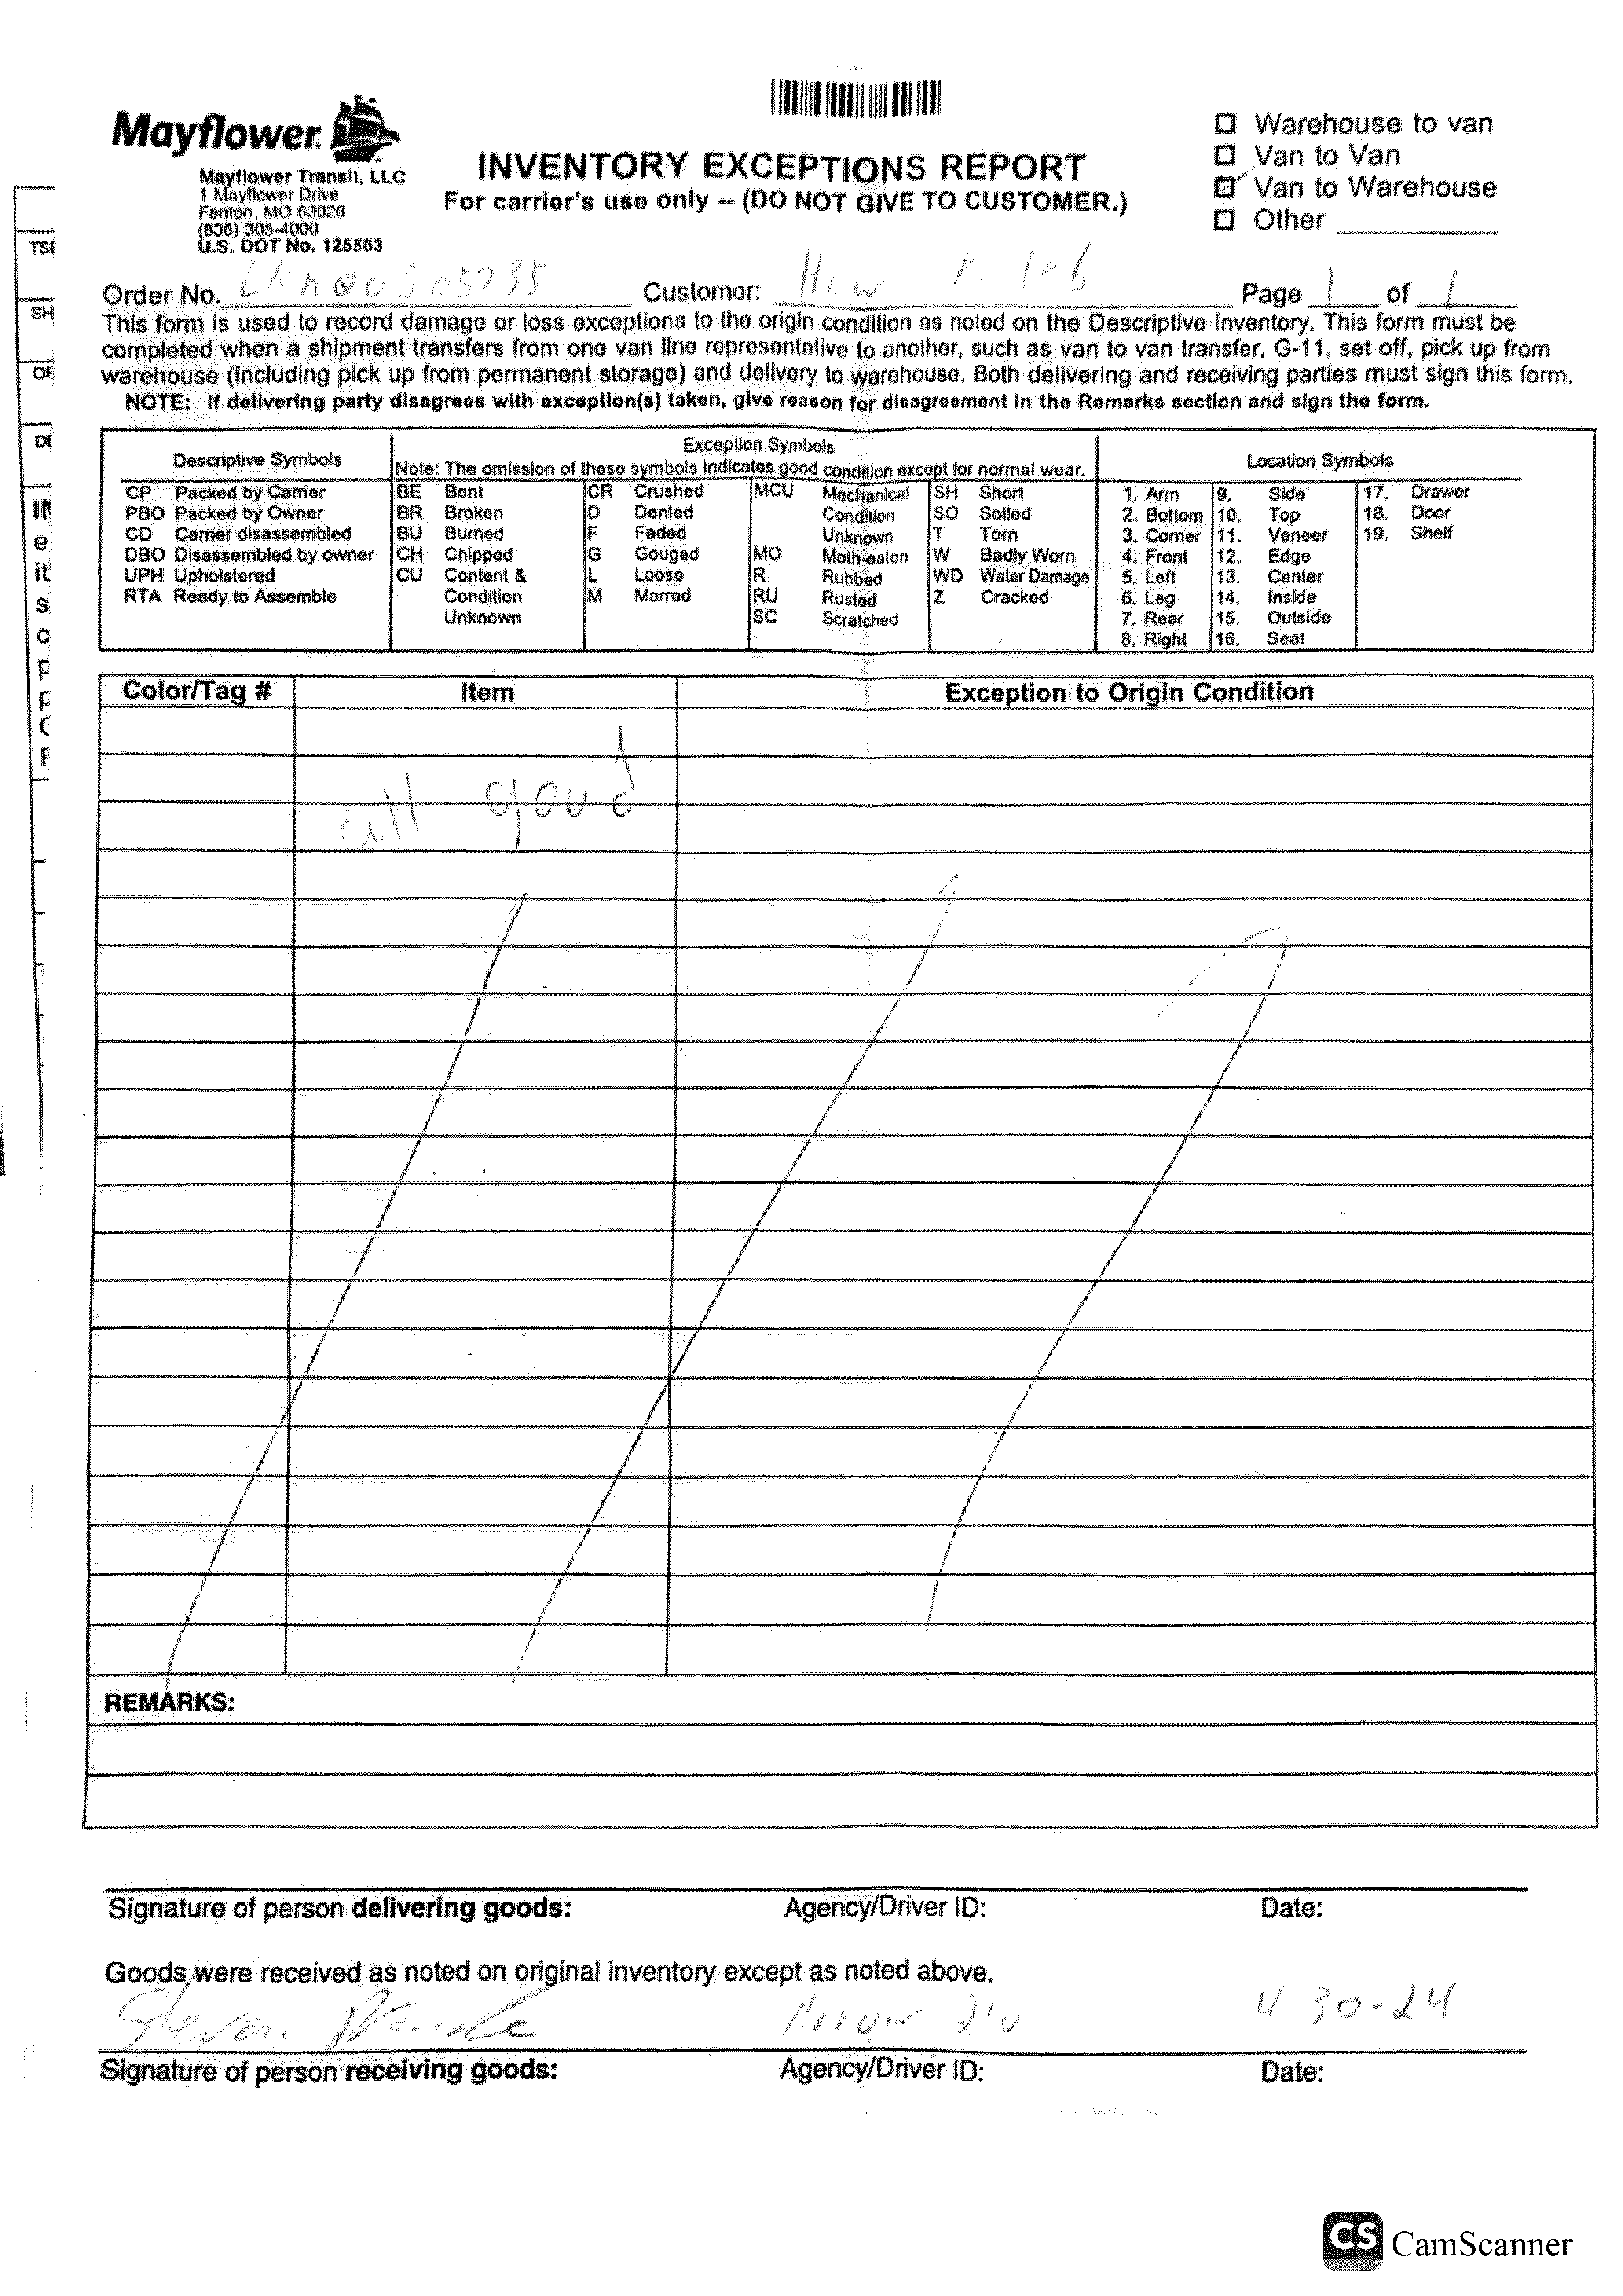 Mayflower
Mayflower Transit, LLC
1 Mayflower Drive
Fenton, MO 63026
(636) 305-4000
U.S. DOT No. 125563
INVENTORY EXCEPTIONS REPORT
For carrier's use only -- (DO NOT GIVE TO CUSTOMER.)
Warehouse to van
Van to Van
Van to Warehouse
Other
Order No.
Customer: How
Page 1 of 1
This form is used to record damage or loss exceptions to the origin condition as noted on the Descriptive Inventory. This form must be
completed when a shipment transfers from one van line representative to another, such as van to van transfer, G-11, set off, pick up from
warehouse (including pick up from permanent storage) and delivery to warehouse. Both delivering and receiving parties must sign this form.
NOTE: If delivering party disagrees with exception(s) taken, give reason for disagreement in the Remarks section and sign the form.
Descriptive Symbols
CP Packed by Carrier
PBO Packed by Owner
CD Carrier disassembled
DBO Disassembled by owner
UPH Upholstered
RTA Ready to Assemble
Exception Symbols
Note: The omission of these symbols indicates good condition except for normal wear.
BE Bent
BR Broken
BU Burned
CH Chipped
CU Content &
Condition
Unknown
CR Crushed
D Dented
F Faded
G Gouged
L Loose
M Marred
MCU Mechanical
Condition
Unknown
MO Moth-eaten
R Rubbed
RU Rusted
SC Scratched
SH Short
SO Soiled
T Torn
W Badly Worn
WD Water Damage
Z Cracked
Location Symbols
1. Arm
2. Bottom
3. Corner
4. Front
5. Left
6. Leg
7. Rear
8. Right
9. Side
10. Top
11. Veneer
12. Edge
13. Center
14. Inside
15. Outside
16. Seat
17. Drawer
18. Door
19. Shelf
Color/Tag # Item Exception to Origin Condition
all good
REMARKS:
Signature of person delivering goods: Agency/Driver ID: Date:
Goods were received as noted on original inventory except as noted above.
Steven Arrow 210 4-30-24
Signature of person receiving goods: Agency/Driver ID: Date:
CS CamScanner